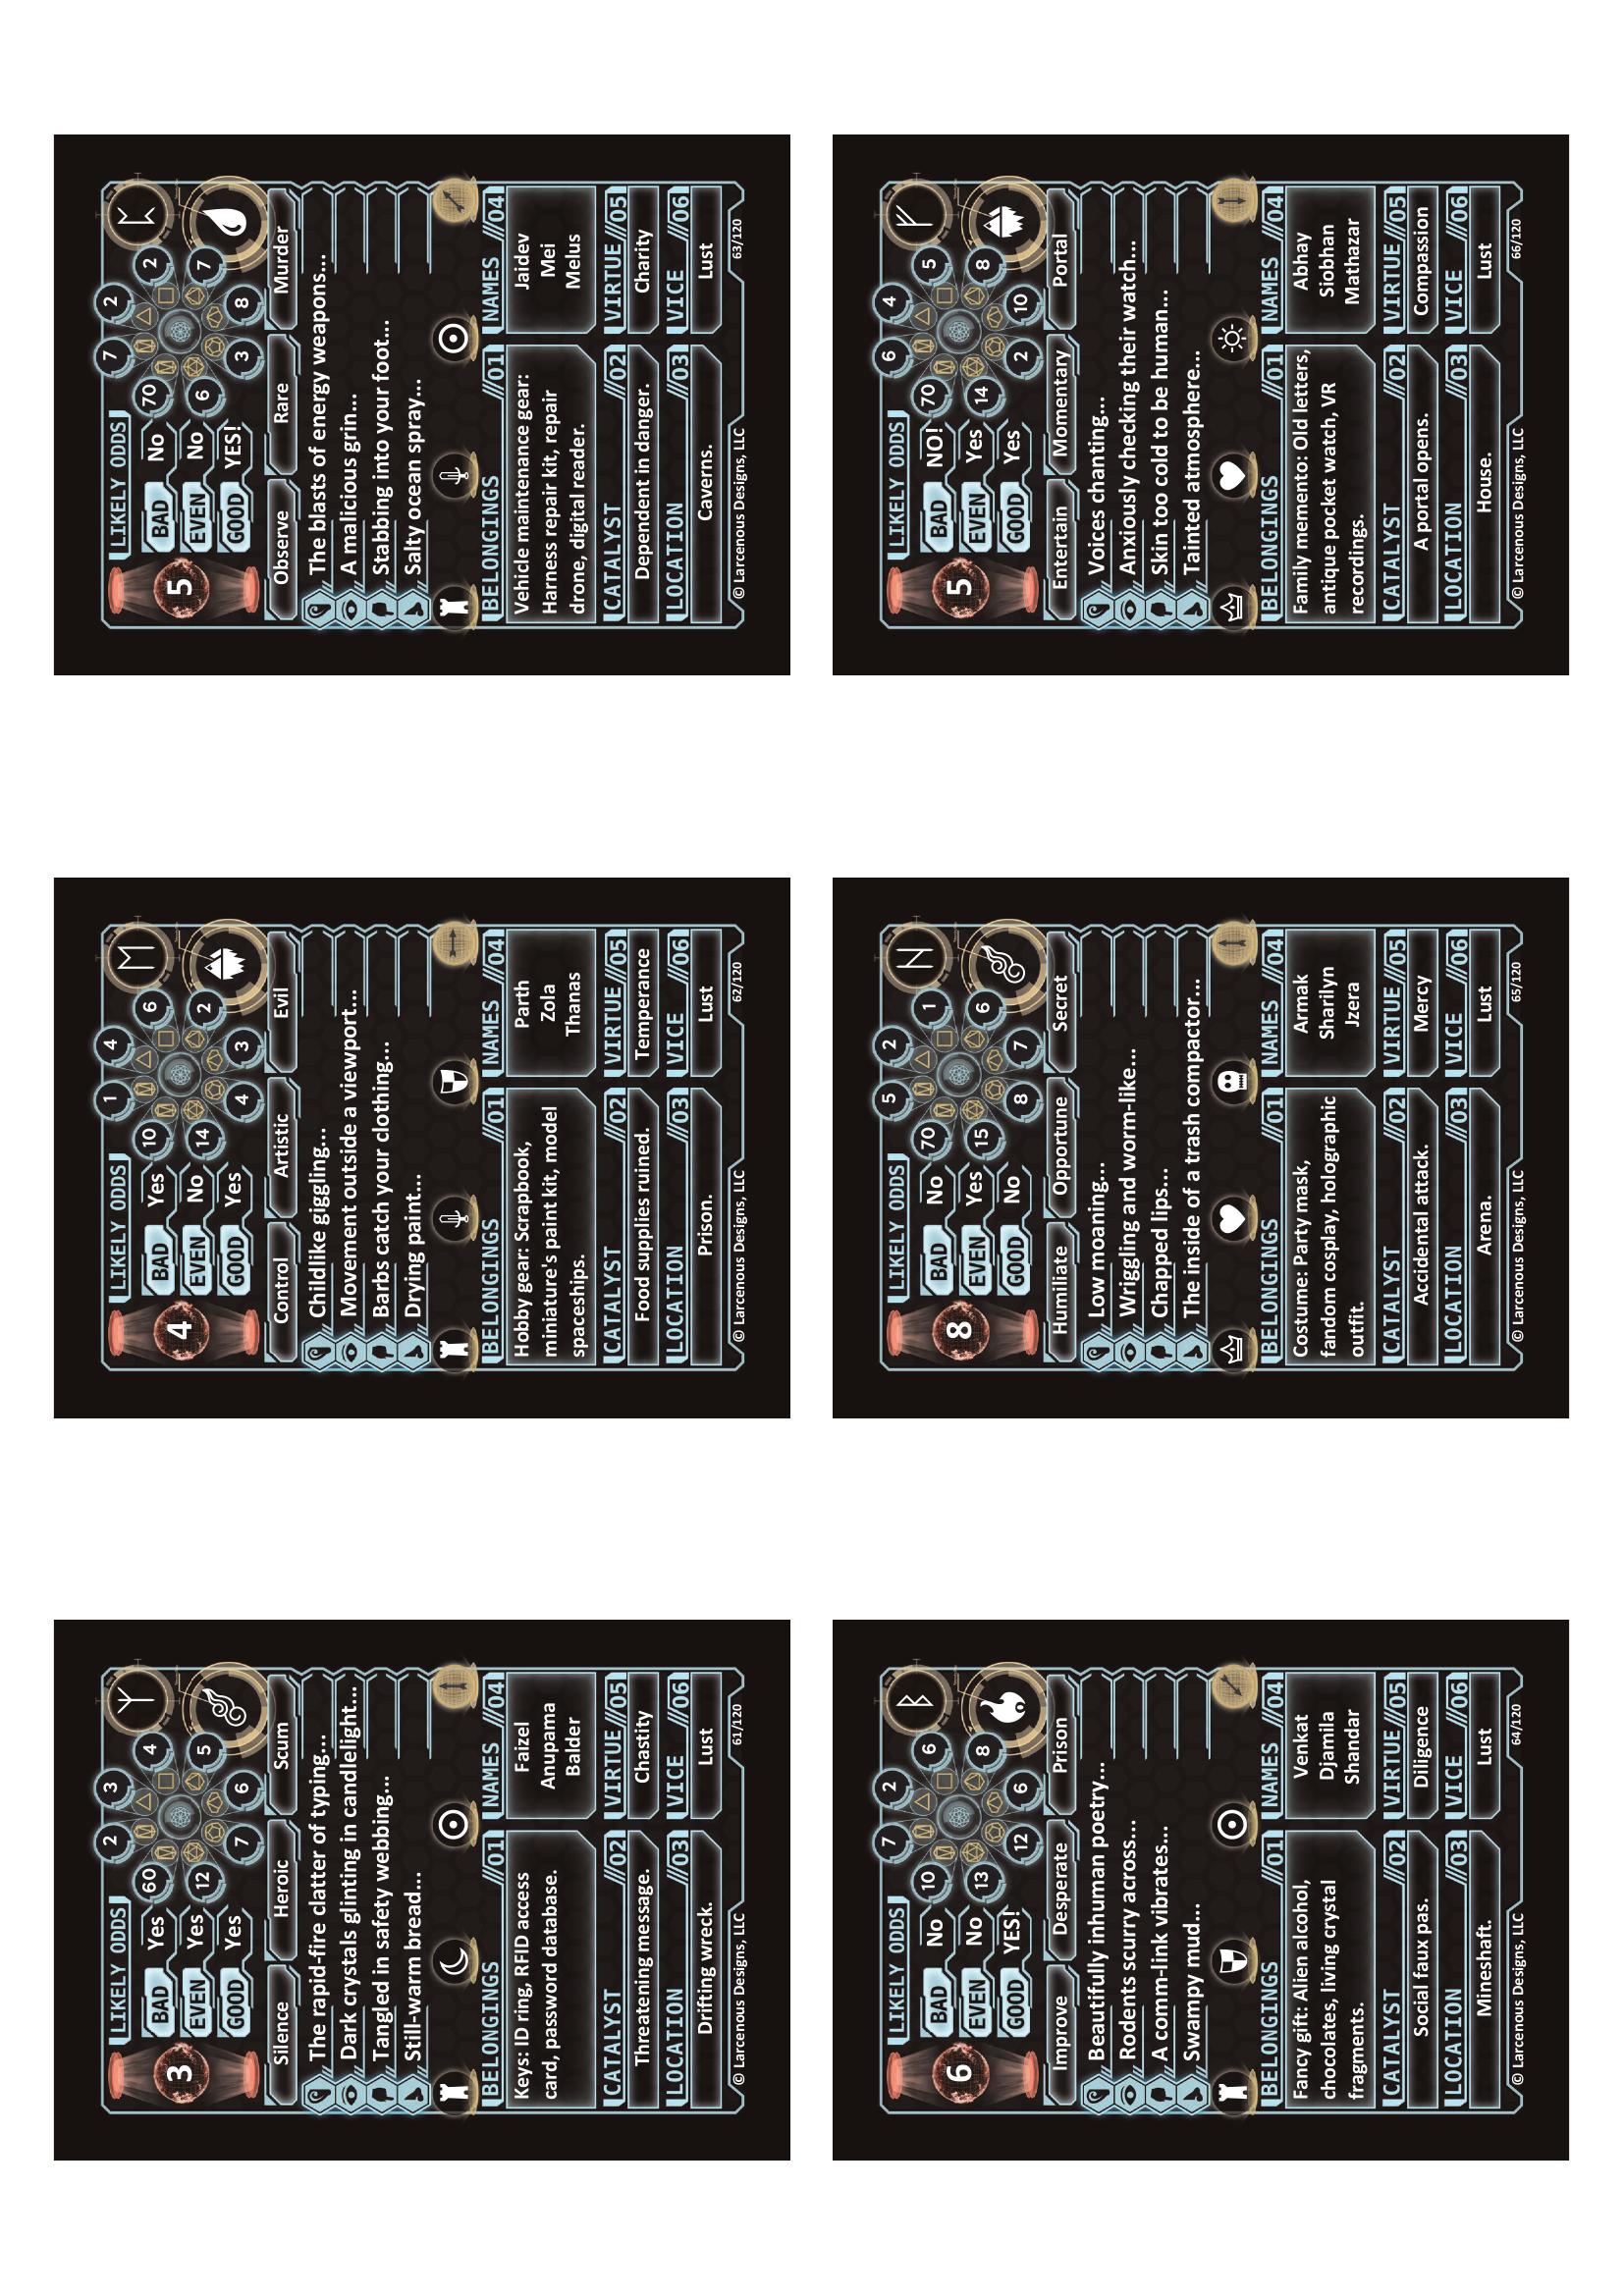 LIKELY ODDS
2 3
BAD Yes
60 4
3
EVEN Yes
12 5
GOOD Yes
7 6
Silence Heroic Scum
The rapid-fire clatter of typing...
Dark crystals glinting in candlelight...
Tangled in safety webbing...
Still-warm bread...
BELONGINGS //01
Keys: ID ring, RFID access
card, password database.
CATALYST //02
Threatening message.
LOCATION //03
Drifting wreck.
NAMES //04
Faizel
Anupama
Balder
VIRTUE //05
Chastity
VICE //06
Lust
© Larcenous Designs, LLC
61/120
LIKELY ODDS
1 4
BAD Yes
10 6
4
EVEN No
14 2
GOOD Yes
4 3
Control Artistic Evil
Childlike giggling...
Movement outside a viewport...
Barbs catch your clothing...
Drying paint...
BELONGINGS //01
Hobby gear: Scrapbook,
miniature's paint kit, model
spaceships.
CATALYST //02
Food supplies ruined.
LOCATION //03
Prison.
NAMES //04
Parth
Zola
Thanas
VIRTUE //05
Temperance
VICE //06
Lust
© Larcenous Designs, LLC
62/120
LIKELY ODDS
7 2
BAD No
70 2
5
EVEN No
6 7
GOOD YES!
3 8
Observe Rare Murder
The blasts of energy weapons...
A malicious grin...
Stabbing into your foot...
Salty ocean spray...
BELONGINGS //01
Vehicle maintenance gear:
Harness repair kit, repair
drone, digital reader.
CATALYST //02
Dependent in danger.
LOCATION //03
Caverns.
NAMES //04
Jaidev
Mei
Melus
VIRTUE //05
Charity
VICE //06
Lust
© Larcenous Designs, LLC
63/120
LIKELY ODDS
7 2
BAD No
10 6
6
EVEN No
13 8
GOOD YES!
12 6
Improve Desperate Prison
Beautifully inhuman poetry...
Rodents scurry across...
A comm-link vibrates...
Swampy mud...
BELONGINGS //01
Fancy gift: Alien alcohol,
chocolates, living crystal
fragments.
CATALYST //02
Social faux pas.
LOCATION //03
Mineshaft.
NAMES //04
Venkat
Djamila
Shandar
VIRTUE //05
Diligence
VICE //06
Lust
© Larcenous Designs, LLC
64/120
LIKELY ODDS
5 2
BAD No
70 1
8
EVEN Yes
15 6
GOOD No
8 7
Humiliate Opportune Secret
Low moaning...
Wriggling and worm-like...
Chapped lips...
The inside of a trash compactor...
BELONGINGS //01
Costume: Party mask,
fandom cosplay, holographic
outfit.
CATALYST //02
Accidental attack.
LOCATION //03
Arena.
NAMES //04
Armak
Sharilyn
Jzera
VIRTUE //05
Mercy
VICE //06
Lust
© Larcenous Designs, LLC
65/120
LIKELY ODDS
6 4
BAD NO!
70 5
5
EVEN Yes
14 8
GOOD Yes
2 10
Entertain Momentary Portal
Voices chanting...
Anxiously checking their watch...
Skin too cold to be human...
Tainted atmosphere...
BELONGINGS //01
Family memento: Old letters,
antique pocket watch, VR
recordings.
CATALYST //02
A portal opens.
LOCATION //03
House.
NAMES //04
Abhay
Siobhan
Mathazar
VIRTUE //05
Compassion
VICE //06
Lust
© Larcenous Designs, LLC
66/120